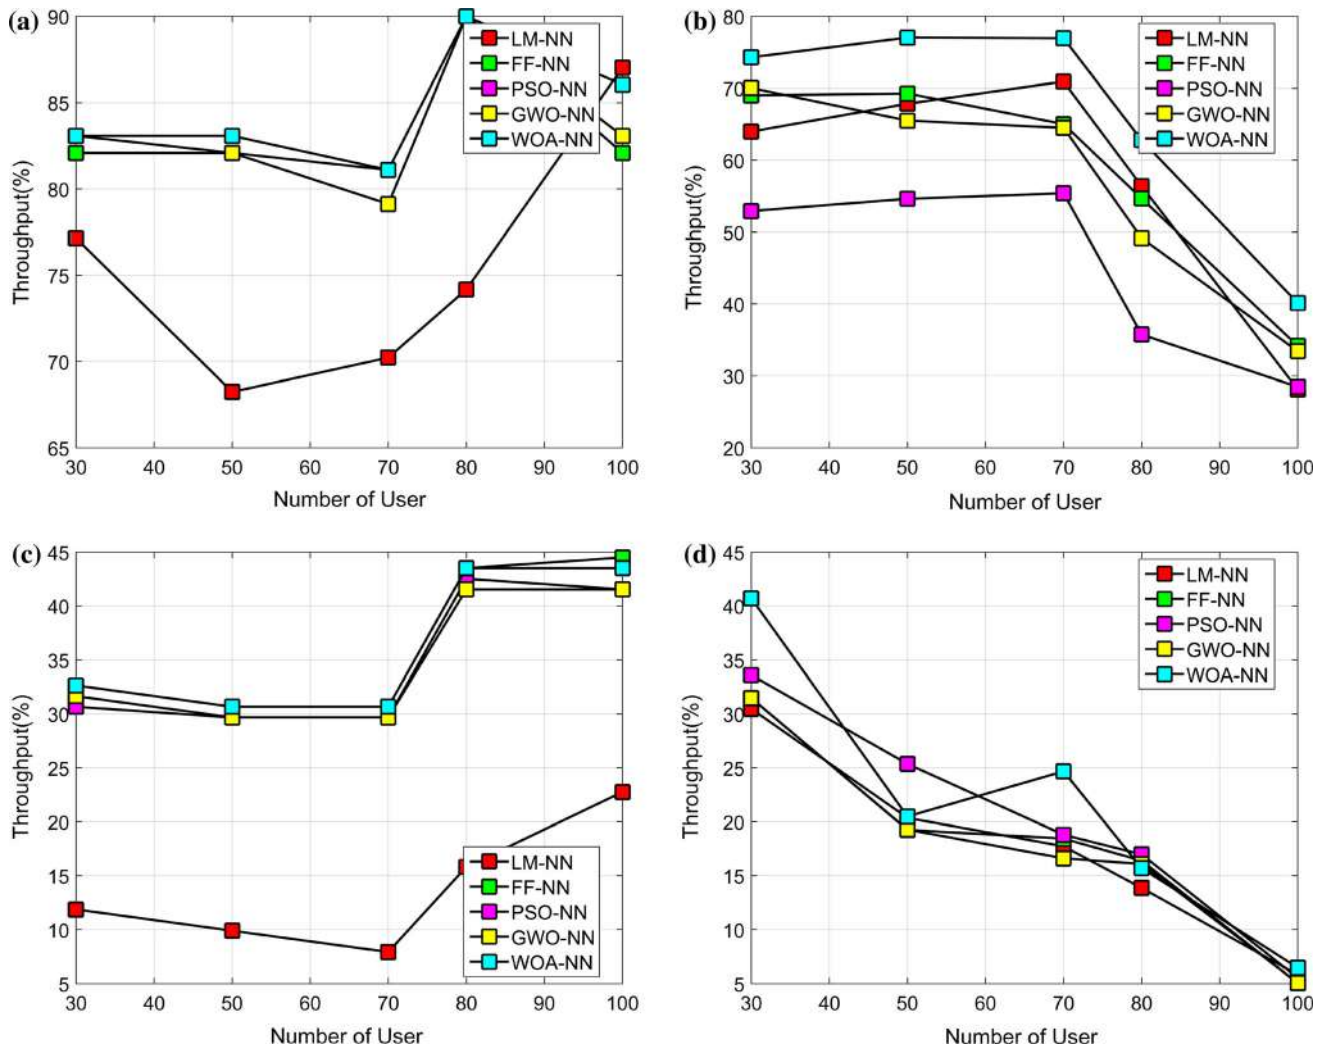 (a)
90
85
80
75
70
65
Throughput(%)
30 40 50 60 70 80 90 100
Number of User
LM-NN
FF-NN
PSO-NN
GWO-NN
WOA-NN
(b)
80
70
60
50
40
30
20
Throughput(%)
30 40 50 60 70 80 90 100
Number of User
LM-NN
FF-NN
PSO-NN
GWO-NN
WOA-NN
(c)
45
40
35
30
25
20
15
10
5
Throughput(%)
30 40 50 60 70 80 90 100
Number of User
LM-NN
FF-NN
PSO-NN
GWO-NN
WOA-NN
(d)
45
40
35
30
25
20
15
10
5
Throughput(%)
30 40 50 60 70 80 90 100
Number of User
LM-NN
FF-NN
PSO-NN
GWO-NN
WOA-NN